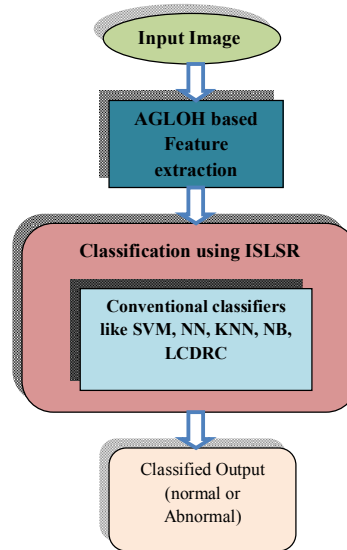 Input Image
AGLOH based
Feature
extraction
Classification using ISLSR
Conventional classifiers
like SVM, NN, KNN, NB,
LCDRC
Classified Output
(normal or
Abnormal)